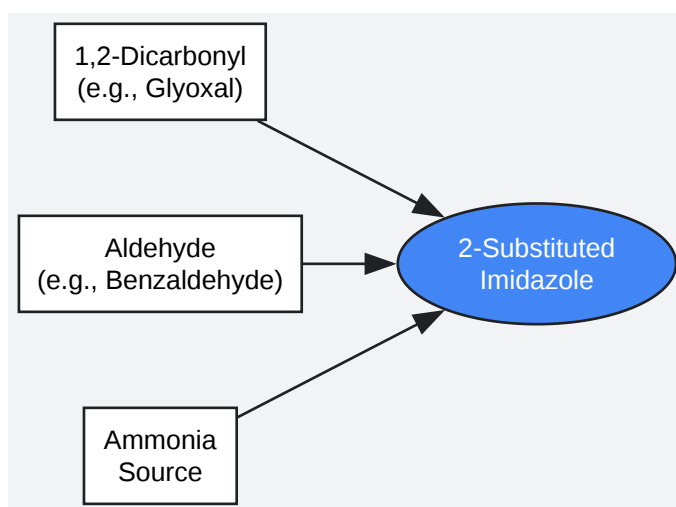 1,2-Dicarbonyl
(e.g., Glyoxal)
Aldehyde
(e.g., Benzaldehyde)
2-Substituted
Imidazole
Ammonia
Source